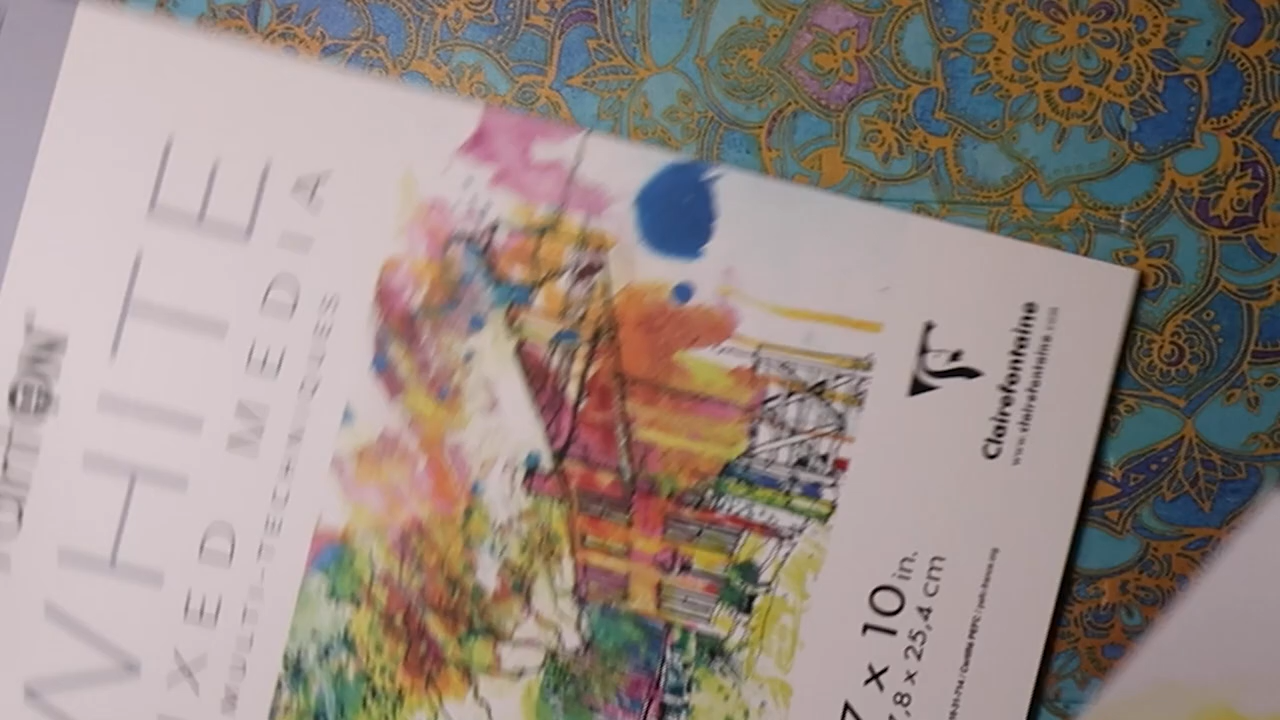 WHITE
MIXED MEDIA
MULTI-TECHNIQUES
7 x 10 in.
17,8 x 25,4 cm
Clairefontaine
www.clairefontaine.com